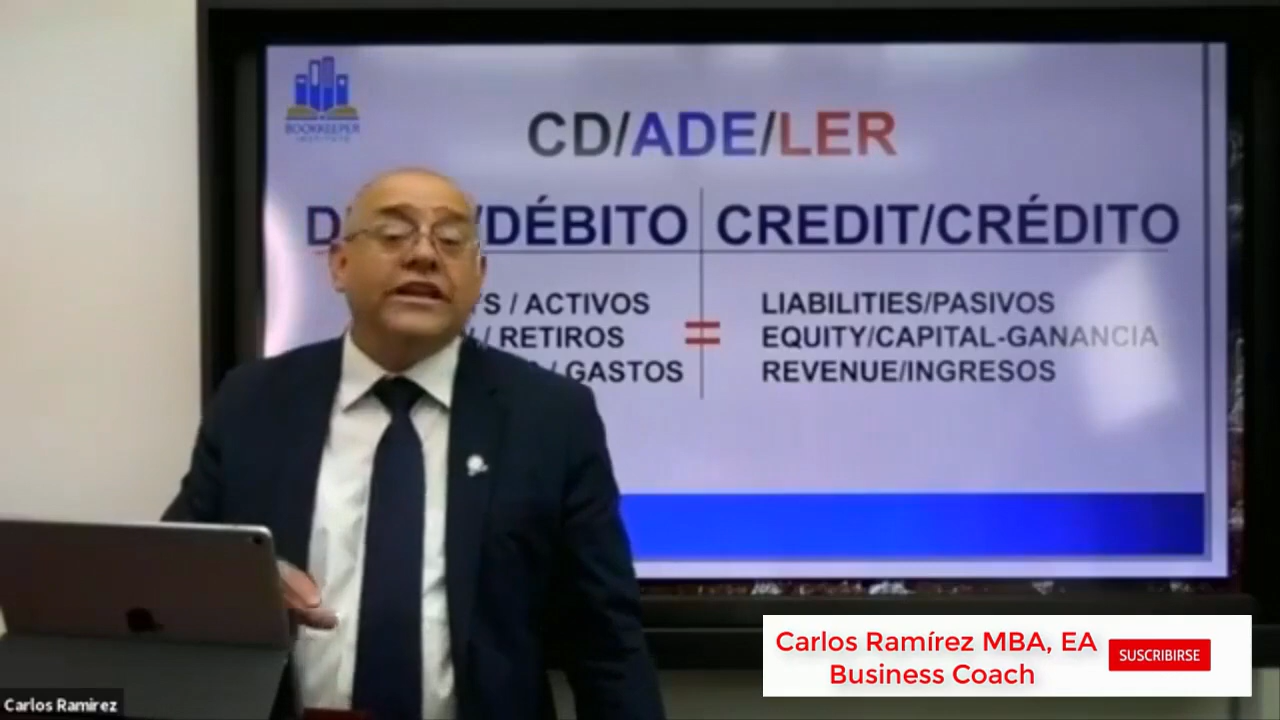 BOOKKEEPER
INSTITUTE
CD/ADE/LER
/DÉBITO CREDIT/CRÉDITO
/ ACTIVOS LIABILITIES/PASIVOS
/ RETIROS = EQUITY/CAPITAL-GANANCIA
/ GASTOS REVENUE/INGRESOS
Carlos Ramírez MBA, EA
Business Coach
SUSCRIBIRSE
Carlos Ramirez